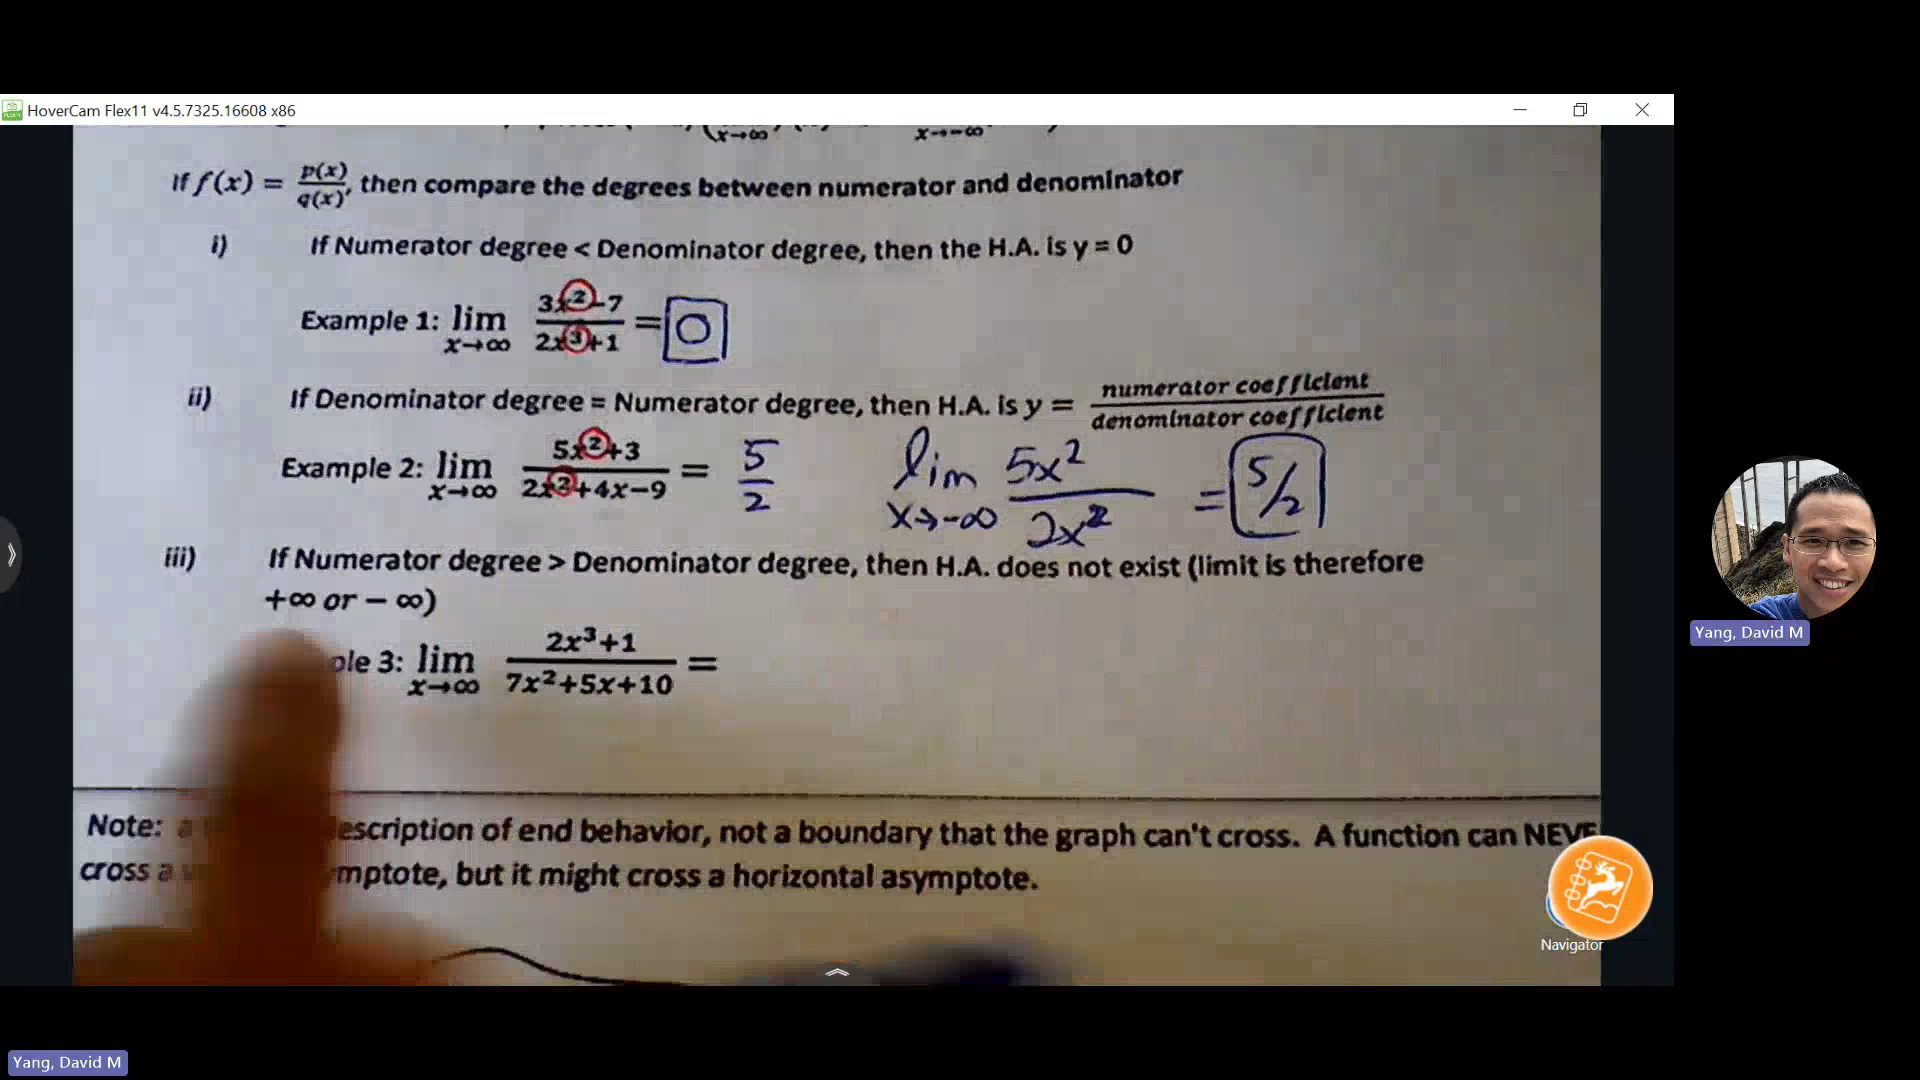 HoverCam Flex11 v4.5.7325.16608 x86
x→∞ x→−∞
If f(x) = p(x)/q(x), then compare the degrees between numerator and denominator
i) If Numerator degree < Denominator degree, then the H.A. is y = 0
Example 1: lim x→∞ (3x²−7)/(2x³+1) = 0
ii) If Denominator degree = Numerator degree, then H.A. is y = numerator coefficient/denominator coefficient
Example 2: lim x→∞ (5x²+3)/(2x²+4x−9) = 5/2 lim x→−∞ 5x²/2x² = 5/2
iii) If Numerator degree > Denominator degree, then H.A. does not exist (limit is therefore
+∞ or − ∞)
ple 3: lim x→∞ (2x³+1)/(7x²+5x+10) =
Note: a escription of end behavior, not a boundary that the graph can't cross. A function can NEVE
cross a mptote, but it might cross a horizontal asymptote.
Navigator
Yang, David M
Yang, David M